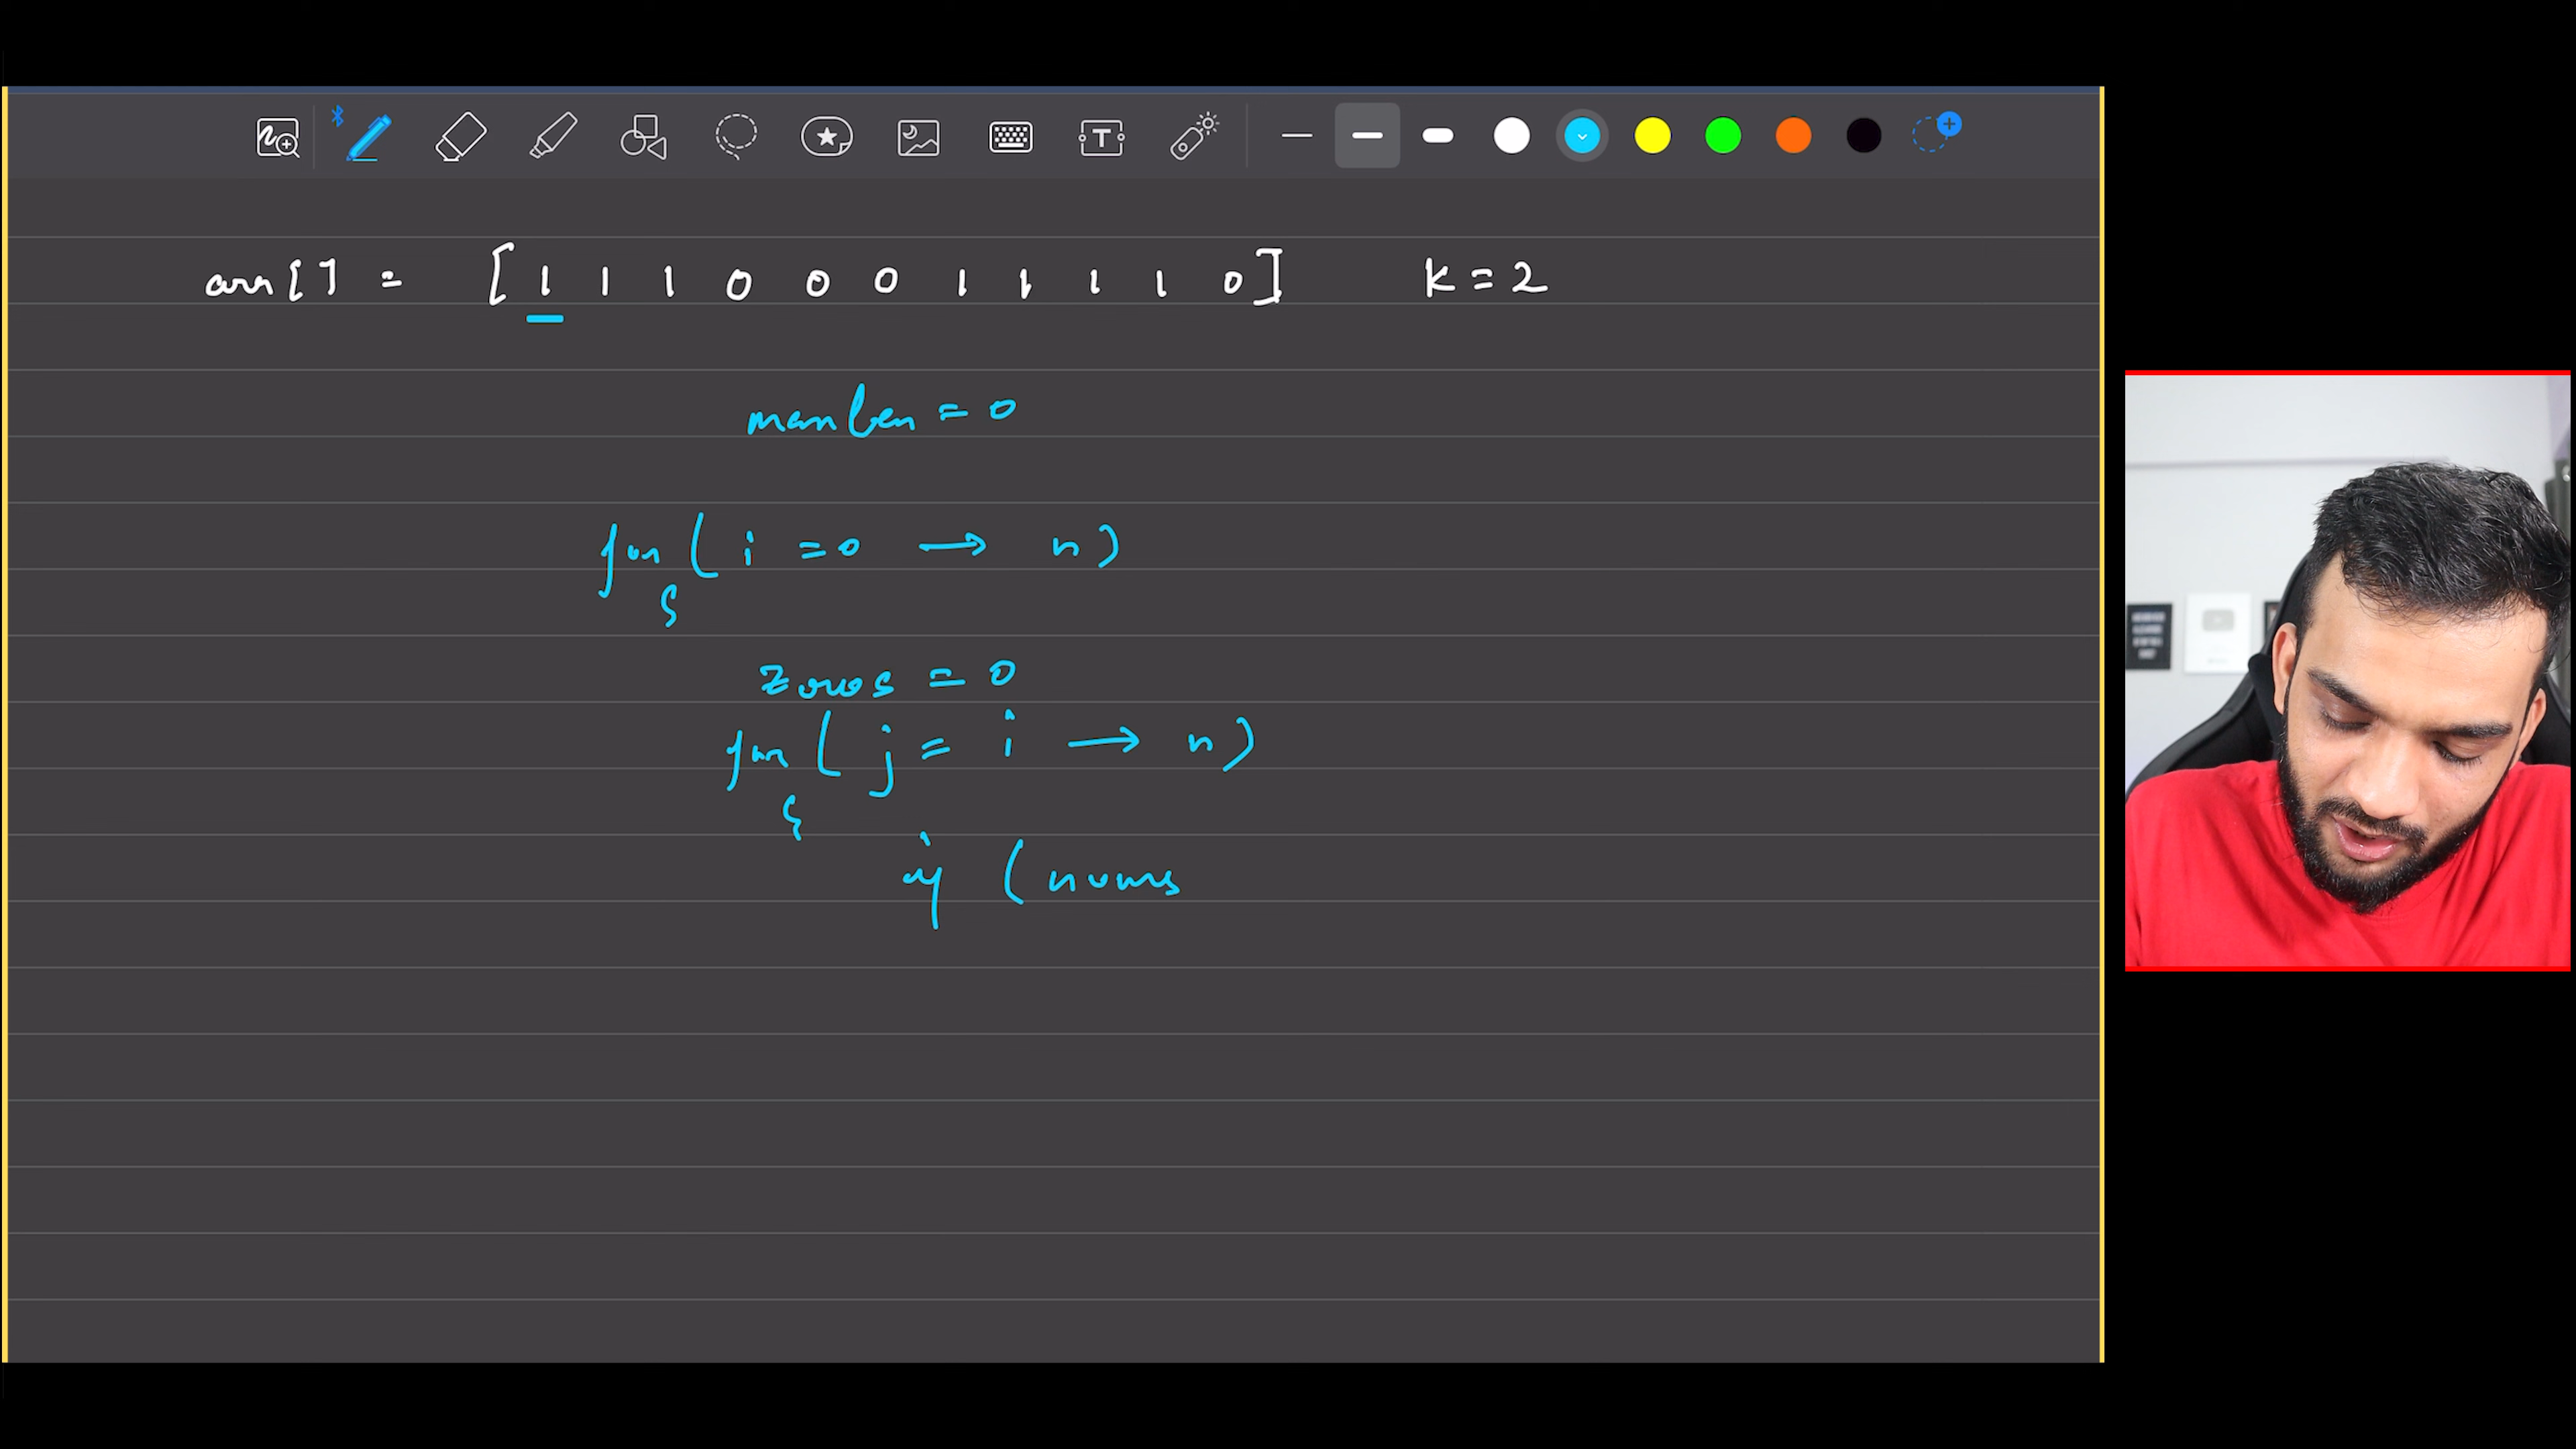 arr[] = [1 1 1 0 0 0 1 1 1 1 0] k = 2
maxlen = 0
for (i = 0 → n)
{
zeros = 0
for (j = i → n)
{
if (nums